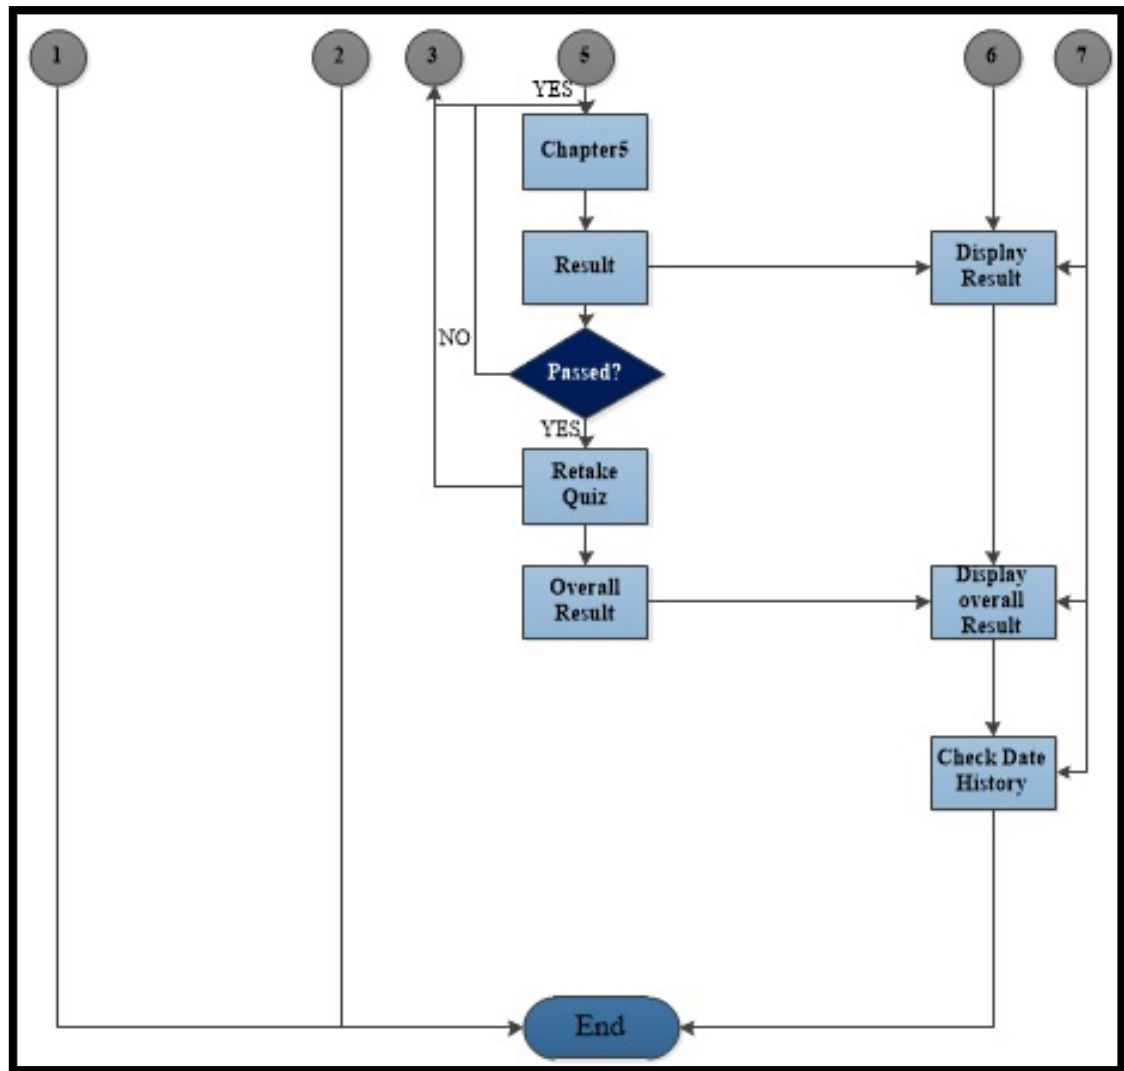 1
2
3
5
6
7
YES
Chapter5
Result
Display
Result
NO
Passed?
YES
Retake
Quiz
Overall
Result
Display
overall
Result
Check Date
History
End